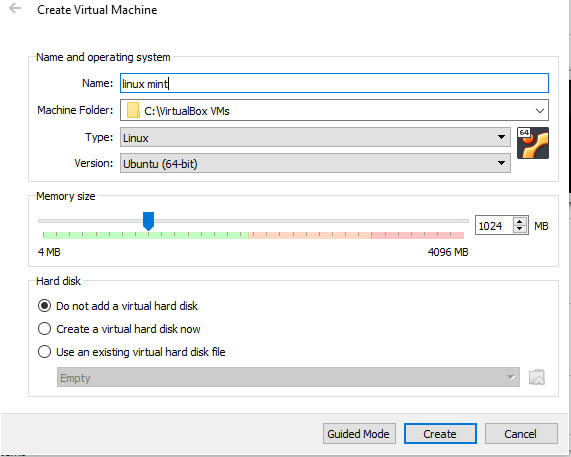 Create Virtual Machine
Name and operating system
Name: linux mint
Machine Folder: C:\VirtualBox VMs
Type: Linux
64
Version: Ubuntu (64-bit)
Memory size
1024 MB
4 MB 4096 MB
Hard disk
Do not add a virtual hard disk
Create a virtual hard disk now
Use an existing virtual hard disk file
Empty
Guided Mode Create Cancel